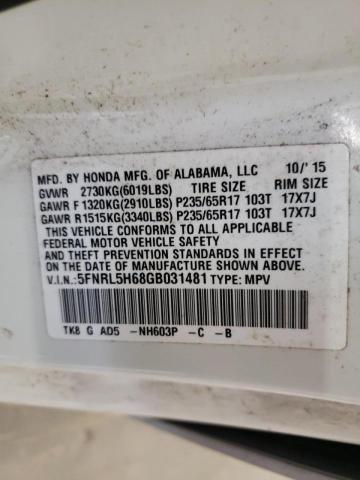 MFD. BY HONDA MFG. OF ALABAMA, LLC 10/'15
GVWR 2730KG(6019LBS) TIRE SIZE RIM SIZE
GAWR F 1320KG(2910LBS) P235/65R17 103T 17X7J
GAWR R 1515KG(3340LBS) P235/65R17 103T 17X7J
THIS VEHICLE CONFORMS TO ALL APPLICABLE
FEDERAL MOTOR VEHICLE SAFETY
AND THEFT PREVENTION STANDARDS IN EFFECT
ON THE DATE OF MANUFACTURE SHOWN ABOVE.
V.I.N.:5FNRL5H68GB031481 TYPE: MPV
TK8 G AD5 -NH603P -C -B